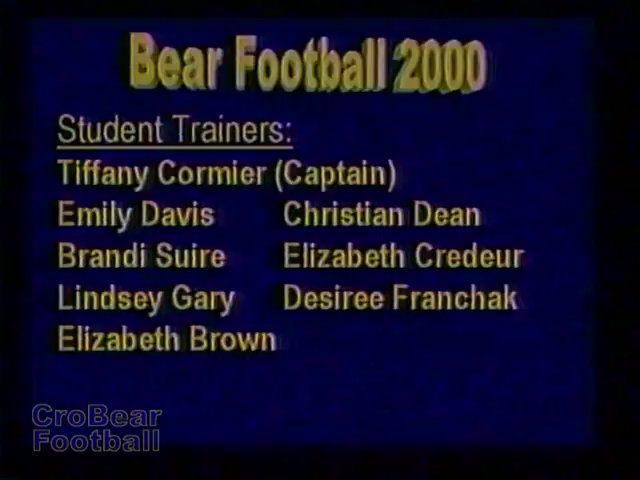 Bear Football 2000
Student Trainers:
Tiffany Cormier (Captain)
Emily Davis Christian Dean
Brandi Suire Elizabeth Credeur
Lindsey Gary Desiree Franchak
Elizabeth Brown
CroBear
Football